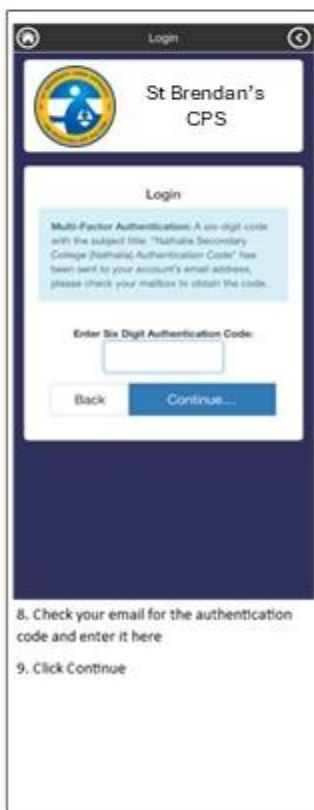 Login
St Brendan's
CPS
Login
Multi-Factor Authentication: A six-digit code
with the subject title: "Nathalia Secondary
College (Nathalia) Authentication Code" has
been sent to your account's email address,
please check your mailbox to obtain the code.
Enter Six Digit Authentication Code:
Back
Continue....
8. Check your email for the authentication
code and enter it here
9. Click Continue